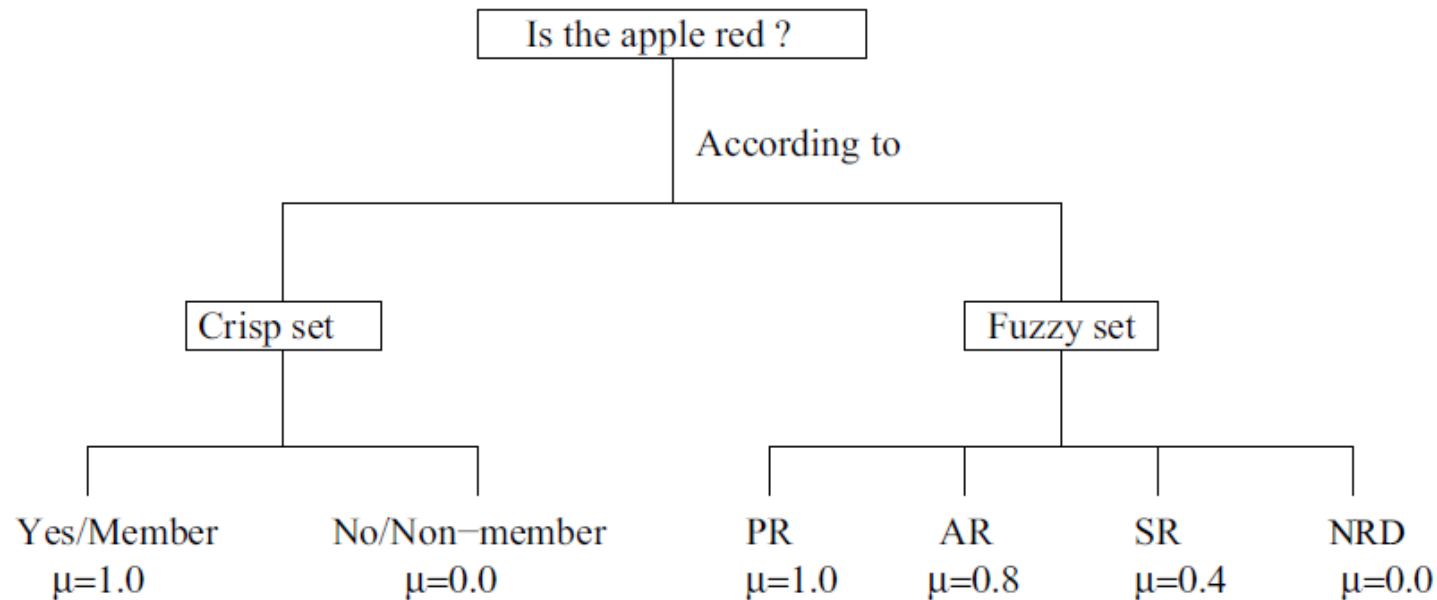 Is the apple red ?
According to
Crisp set
Fuzzy set
Yes/Member
μ=1.0
No/Non−member
μ=0.0
PR
μ=1.0
AR
μ=0.8
SR
μ=0.4
NRD
μ=0.0